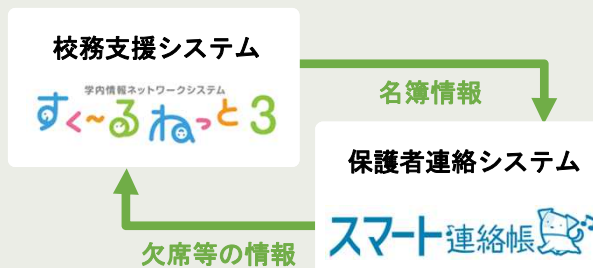 校務支援システム
学内情報ネットワークシステム
すく～るねっと3
名簿情報
保護者連絡システム
スマート連絡帳
欠席等の情報